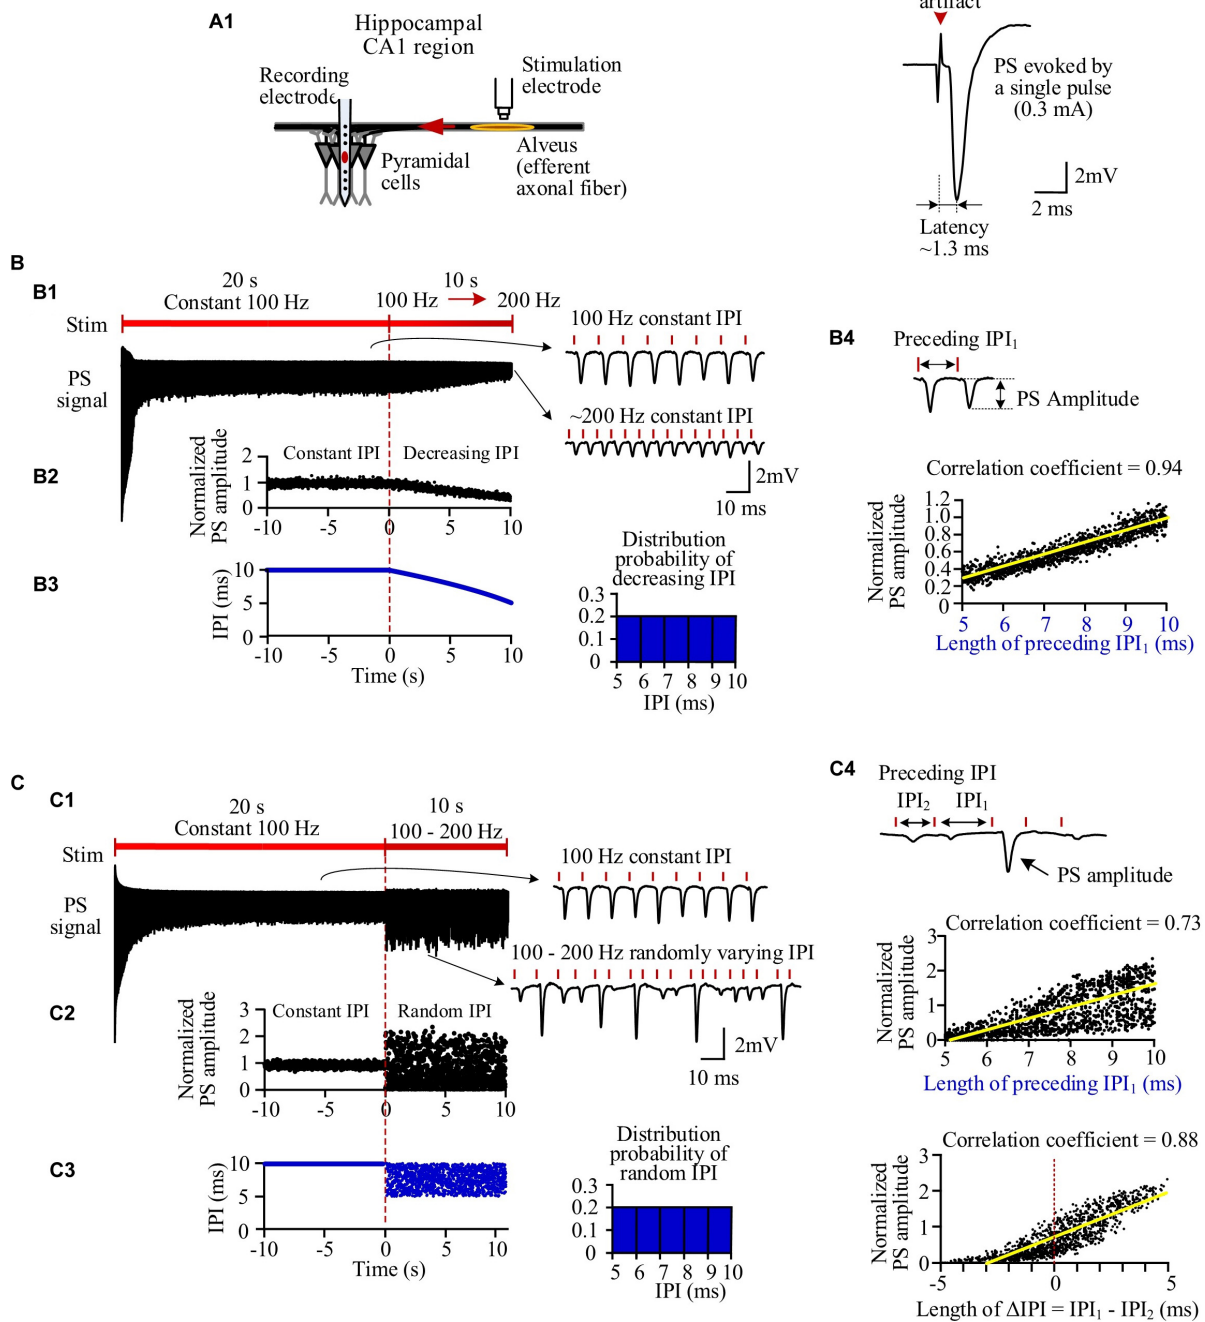 A1
Hippocampal
CA1 region
Recording
electrode
Stimulation
electrode
Pyramidal
cells
Alveus
(efferent
axonal fiber)
artifact
PS evoked by
a single pulse
(0.3 mA)
2mV
2 ms
Latency
~1.3 ms
B
B1
20 s
Constant 100 Hz
10 s
100 Hz
200 Hz
Stim
PS
signal
100 Hz constant IPI
~200 Hz constant IPI
2mV
10 ms
B2
Normalized
PS amplitude
Constant IPI
Decreasing IPI
2
1
0
-10 -5 0 5 10
B3
IPI (ms)
10
5
0
-10 -5 0 5 10
Time (s)
Distribution
probability of
decreasing IPI
0.3
0.2
0.1
0
5 6 7 8 9 10
IPI (ms)
B4
Preceding IPI₁
PS Amplitude
Correlation coefficient = 0.94
Normalized
PS amplitude
1.2
1.0
0.8
0.6
0.4
0.2
0
5 6 7 8 9 10
Length of preceding IPI₁ (ms)
C
C1
20 s
Constant 100 Hz
10 s
100 - 200 Hz
Stim
PS
signal
100 Hz constant IPI
100 - 200 Hz randomly varying IPI
2mV
10 ms
C2
Normalized
PS amplitude
Constant IPI
Random IPI
3
2
1
0
-10 -5 0 5 10
C3
IPI (ms)
10
5
0
-10 -5 0 5 10
Time (s)
Distribution
probability of
random IPI
0.3
0.2
0.1
0
5 6 7 8 9 10
IPI (ms)
C4
Preceding IPI
IPI₂ IPI₁
PS amplitude
Correlation coefficient = 0.73
Normalized
PS amplitude
3
2
1
0
5 6 7 8 9 10
Length of preceding IPI₁ (ms)
Correlation coefficient = 0.88
Normalized
PS amplitude
3
2
1
0
-5 0 5
Length of ΔIPI = IPI₁ - IPI₂ (ms)